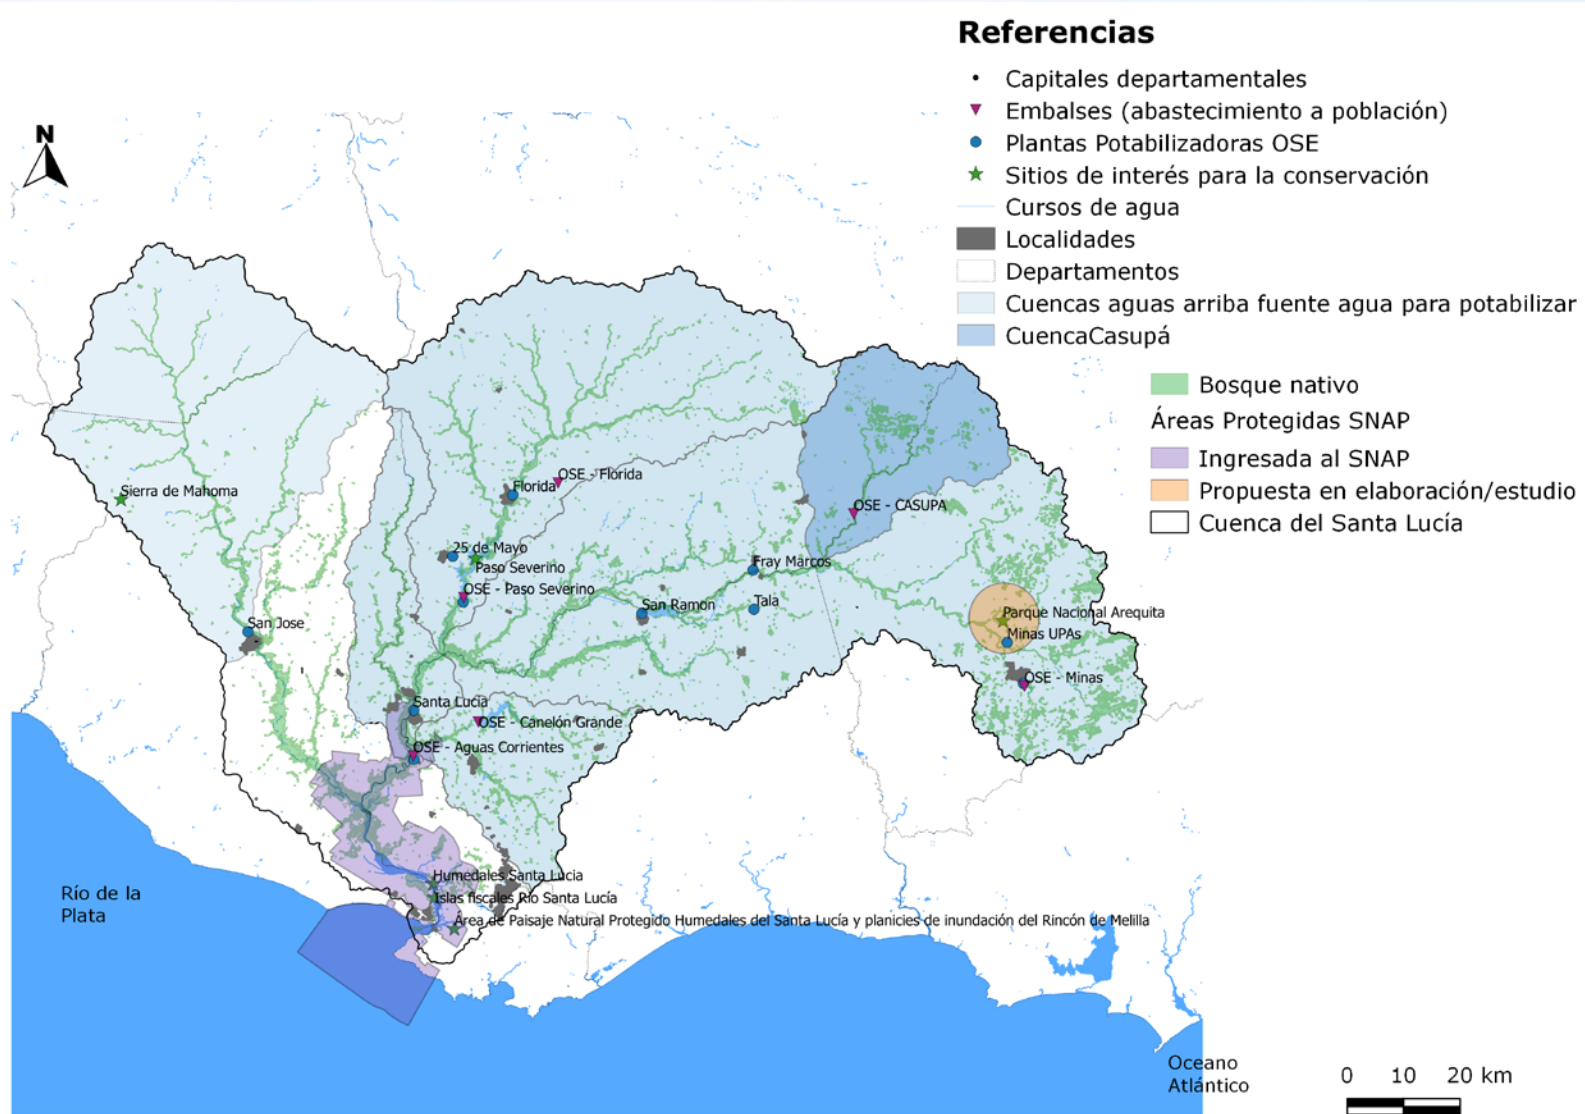 Referencias
Capitales departamentales
Embalses (abastecimiento a población)
Plantas Potabilizadoras OSE
Sitios de interés para la conservación
Cursos de agua
Localidades
Departamentos
Cuencas aguas arriba fuente agua para potabilizar
CuencaCasupá
Bosque nativo
Áreas Protegidas SNAP
Ingresada al SNAP
Propuesta en elaboración/estudio
Cuenca del Santa Lucía
N
OSE - Florida
Florida
Sierra de Mahoma
OSE - CASUPA
25 de Mayo
Paso Severino
Fray Marcos
OSE - Paso Severino
Tala
San Ramon
Parque Nacional Arequita
San Jose
Minas UPAs
OSE - Minas
Santa Lucia
OSE - Canelón Grande
OSE - Aguas Corrientes
Humedales Santa Lucia
Islas fiscales Río Santa Lucía
Área de Paisaje Natural Protegido Humedales del Santa Lucía y planicies de inundación del Rincón de Melilla
Río de la
Plata
Oceano
Atlántico
0 10 20 km